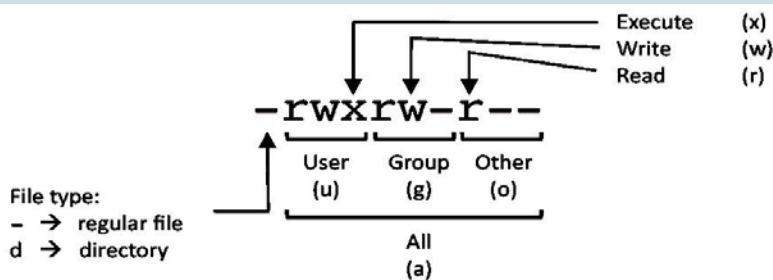 Execute (x)
Write (w)
Read (r)
-rwxrw-r--
User Group Other
(u) (g) (o)
File type:
- → regular file
d → directory
All
(a)